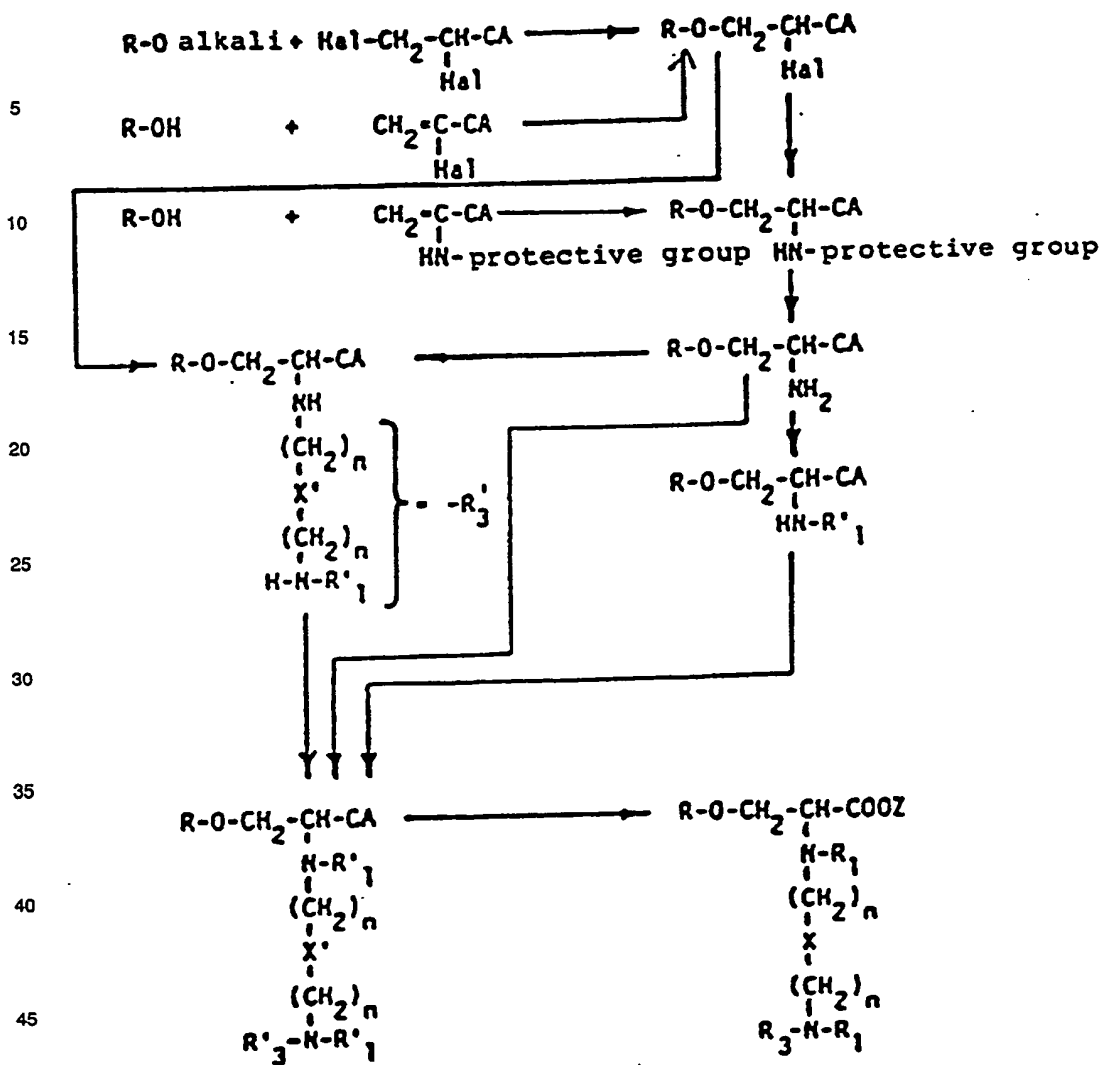 R-O alkali + Hal-CH2-CH-CA R-O-CH2-CH-CA
Hal Hal
5
R-OH + CH2=C-CA
Hal
10 R-OH + CH2=C-CA R-O-CH2-CH-CA
HN-protective group HN-protective group
15 R-O-CH2-CH-CA R-O-CH2-CH-CA
NH NH2
20 (CH2)n
R-O-CH2-CH-CA
X' = -R'3
HN-R'1
(CH2)n
25 H-N-R'1
30
35 R-O-CH2-CH-CA R-O-CH2-CH-COOZ
N-R'1 N-R1
40 (CH2)n (CH2)n
X' X
(CH2)n (CH2)n
45 R'3-N-R'1 R3-N-R1